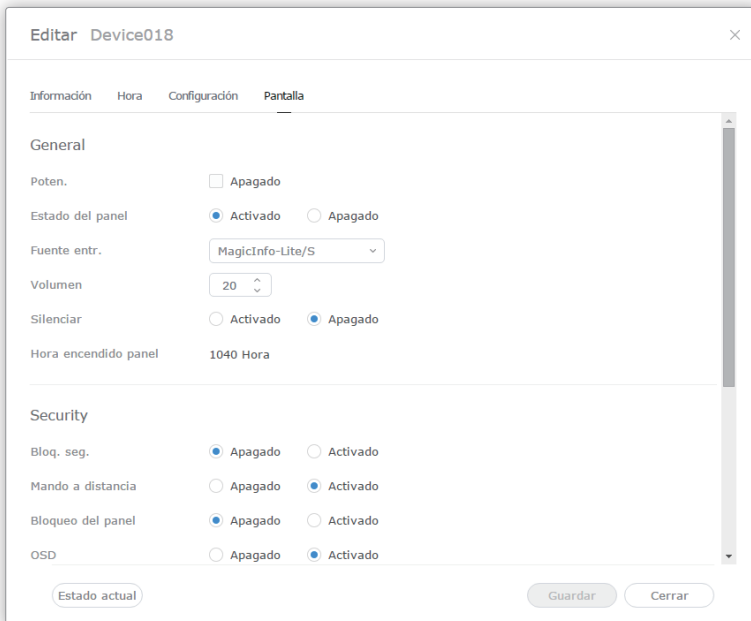 Editar Device018
Información Hora Configuración Pantalla
General
Poten. Apagado
Estado del panel Activado Apagado
Fuente entr. MagicInfo-Lite/S
Volumen 20
Silenciar Activado Apagado
Hora encendido panel 1040 Hora
Security
Bloq. seg. Apagado Activado
Mando a distancia Apagado Activado
Bloqueo del panel Apagado Activado
OSD Apagado Activado
Estado actual Guardar Cerrar